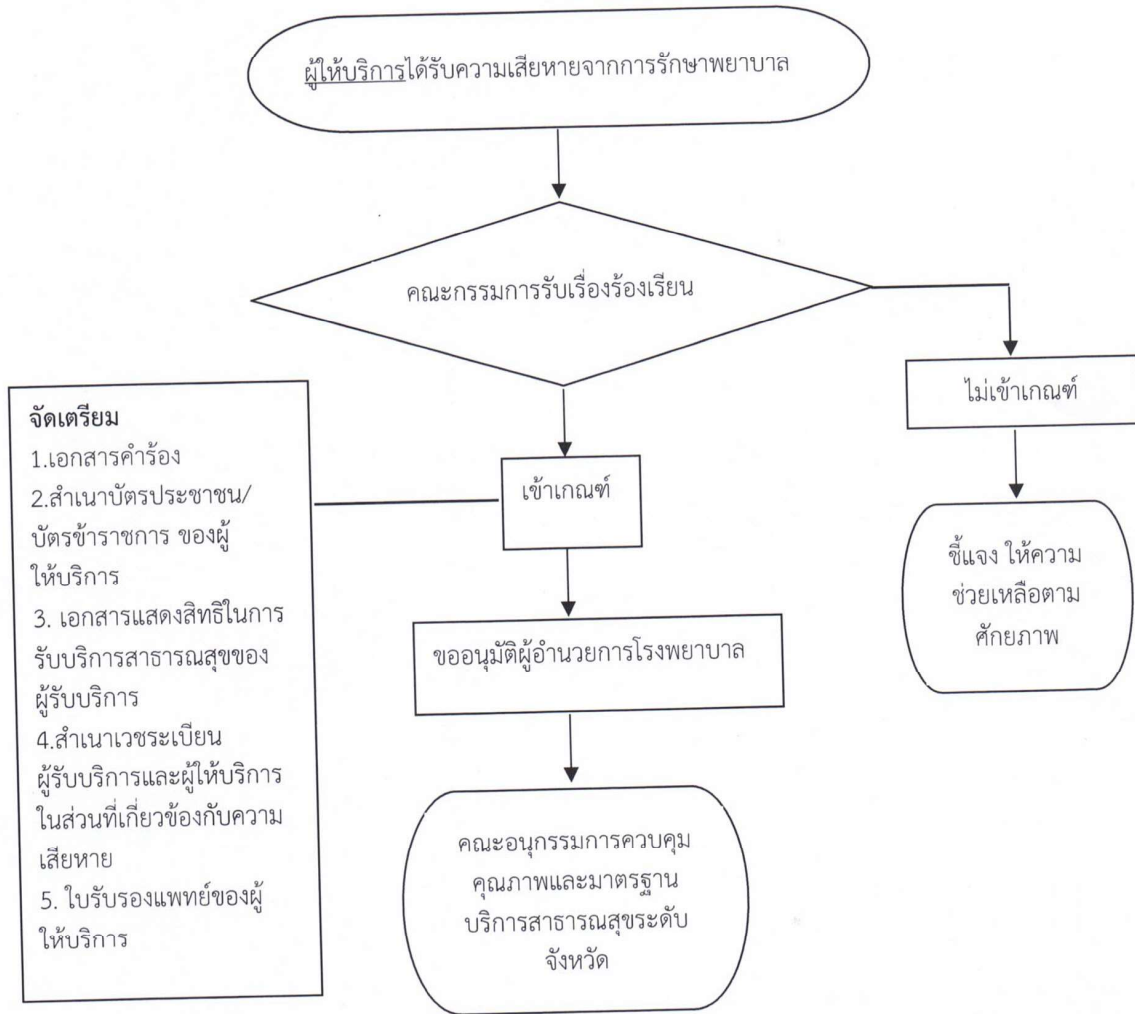 ผู้ให้บริการได้รับความเสียหายจากการรักษาพยาบาล
คณะกรรมการรับเรื่องร้องเรียน
ไม่เข้าเกณฑ์
ชี้แจง ให้ความ
ช่วยเหลือตาม
ศักยภาพ
เข้าเกณฑ์
จัดเตรียม
1.เอกสารคำร้อง
2.สำเนาบัตรประชาชน/
บัตรข้าราชการ ของผู้
ให้บริการ
3. เอกสารแสดงสิทธิในการ
รับบริการสาธารณสุขของ
ผู้รับบริการ
4.สำเนาเวชระเบียน
ผู้รับบริการและผู้ให้บริการ
ในส่วนที่เกี่ยวข้องกับความ
เสียหาย
5. ใบรับรองแพทย์ของผู้
ให้บริการ
ขออนุมัติผู้อำนวยการโรงพยาบาล
คณะอนุกรรมการควบคุม
คุณภาพและมาตรฐาน
บริการสาธารณสุขระดับ
จังหวัด